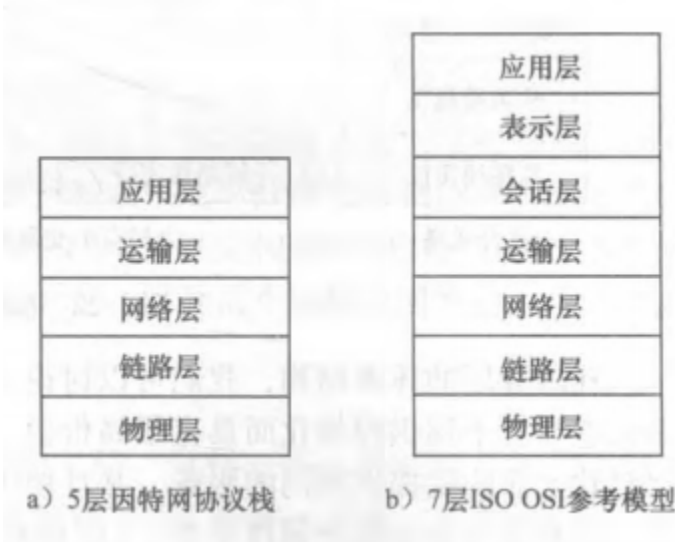 应用层
运输层
网络层
链路层
物理层
a）5层因特网协议栈
应用层
表示层
会话层
运输层
网络层
链路层
物理层
b）7层ISO OSI参考模型